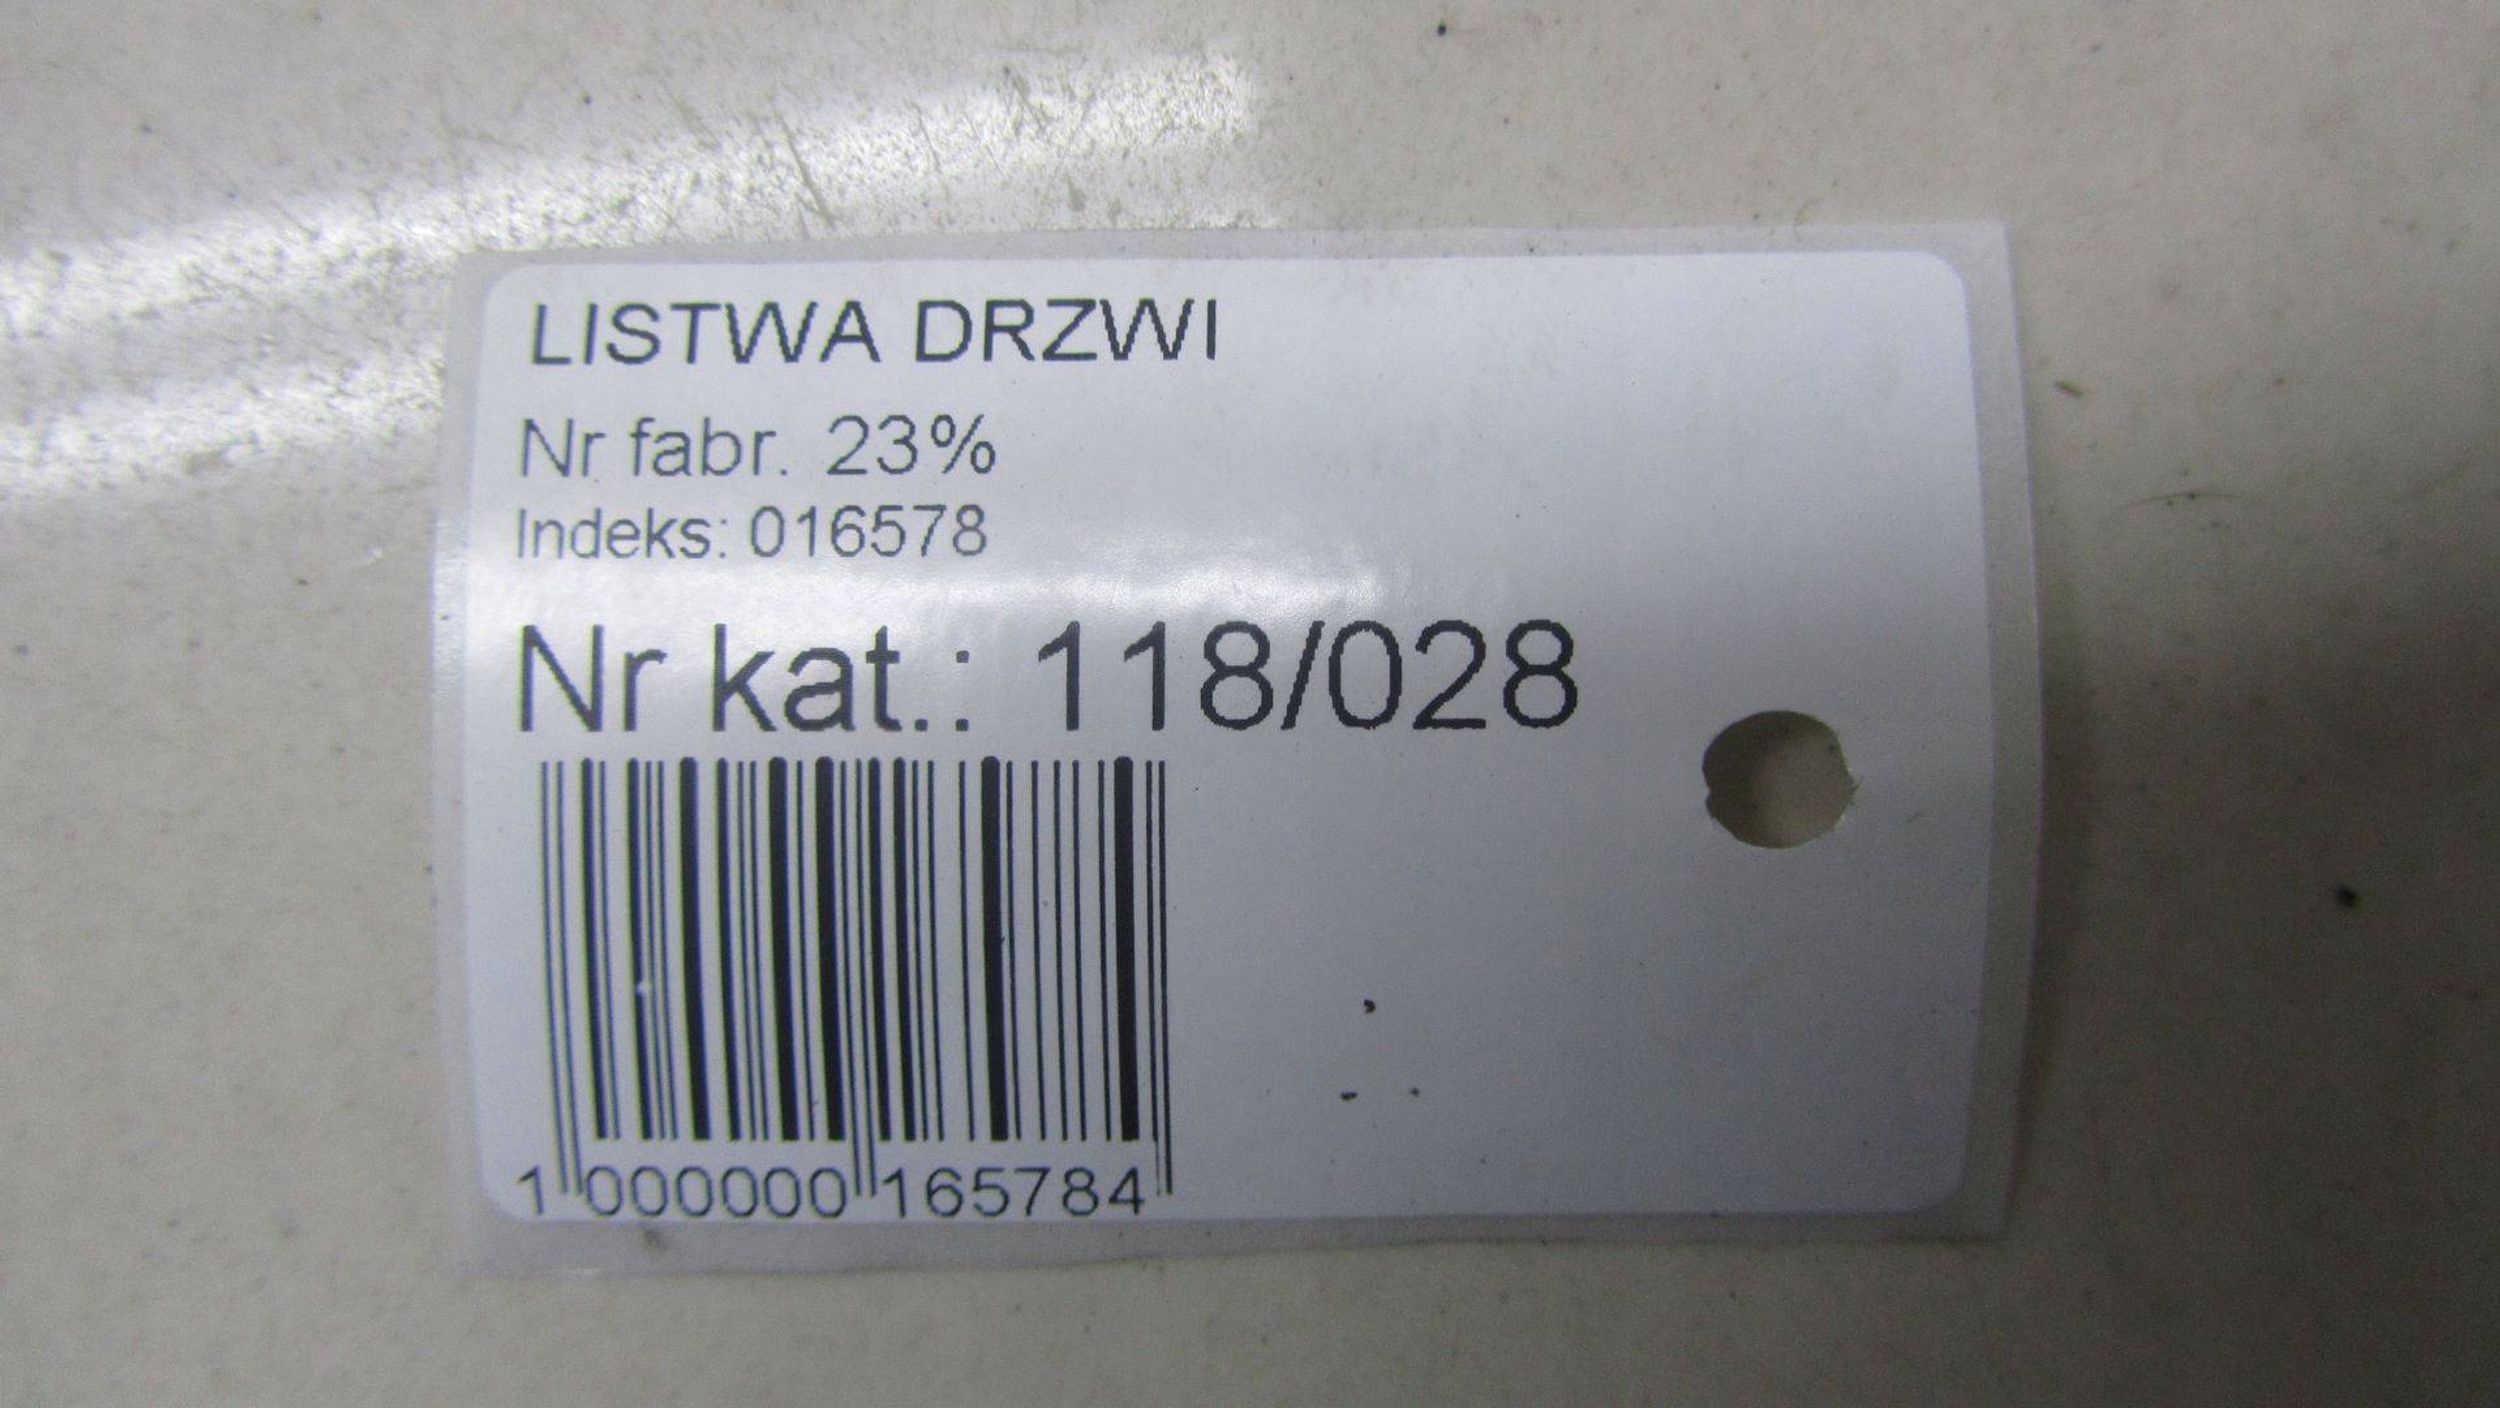 LISTWA DRZWI
Nr fabr. 23%
Indeks: 016578
Nr kat.: 118/028
1 000000 165784